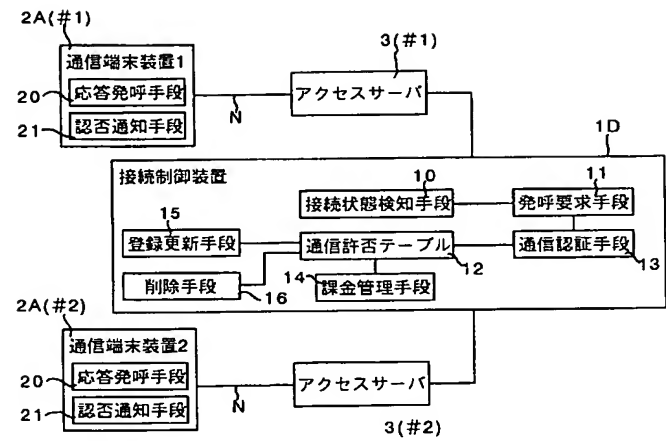 2A(#1)
通信端末装置1
20
応答発呼手段
21
認否通知手段
N
3(#1)
アクセスサーバ
1D
接続制御装置
10
接続状態検知手段
11
発呼要求手段
15
登録更新手段
通信許否テーブル
12
通信認証手段
13
削除手段
16
14
課金管理手段
2A(#2)
通信端末装置2
20
応答発呼手段
21
認否通知手段
N
アクセスサーバ
3(#2)